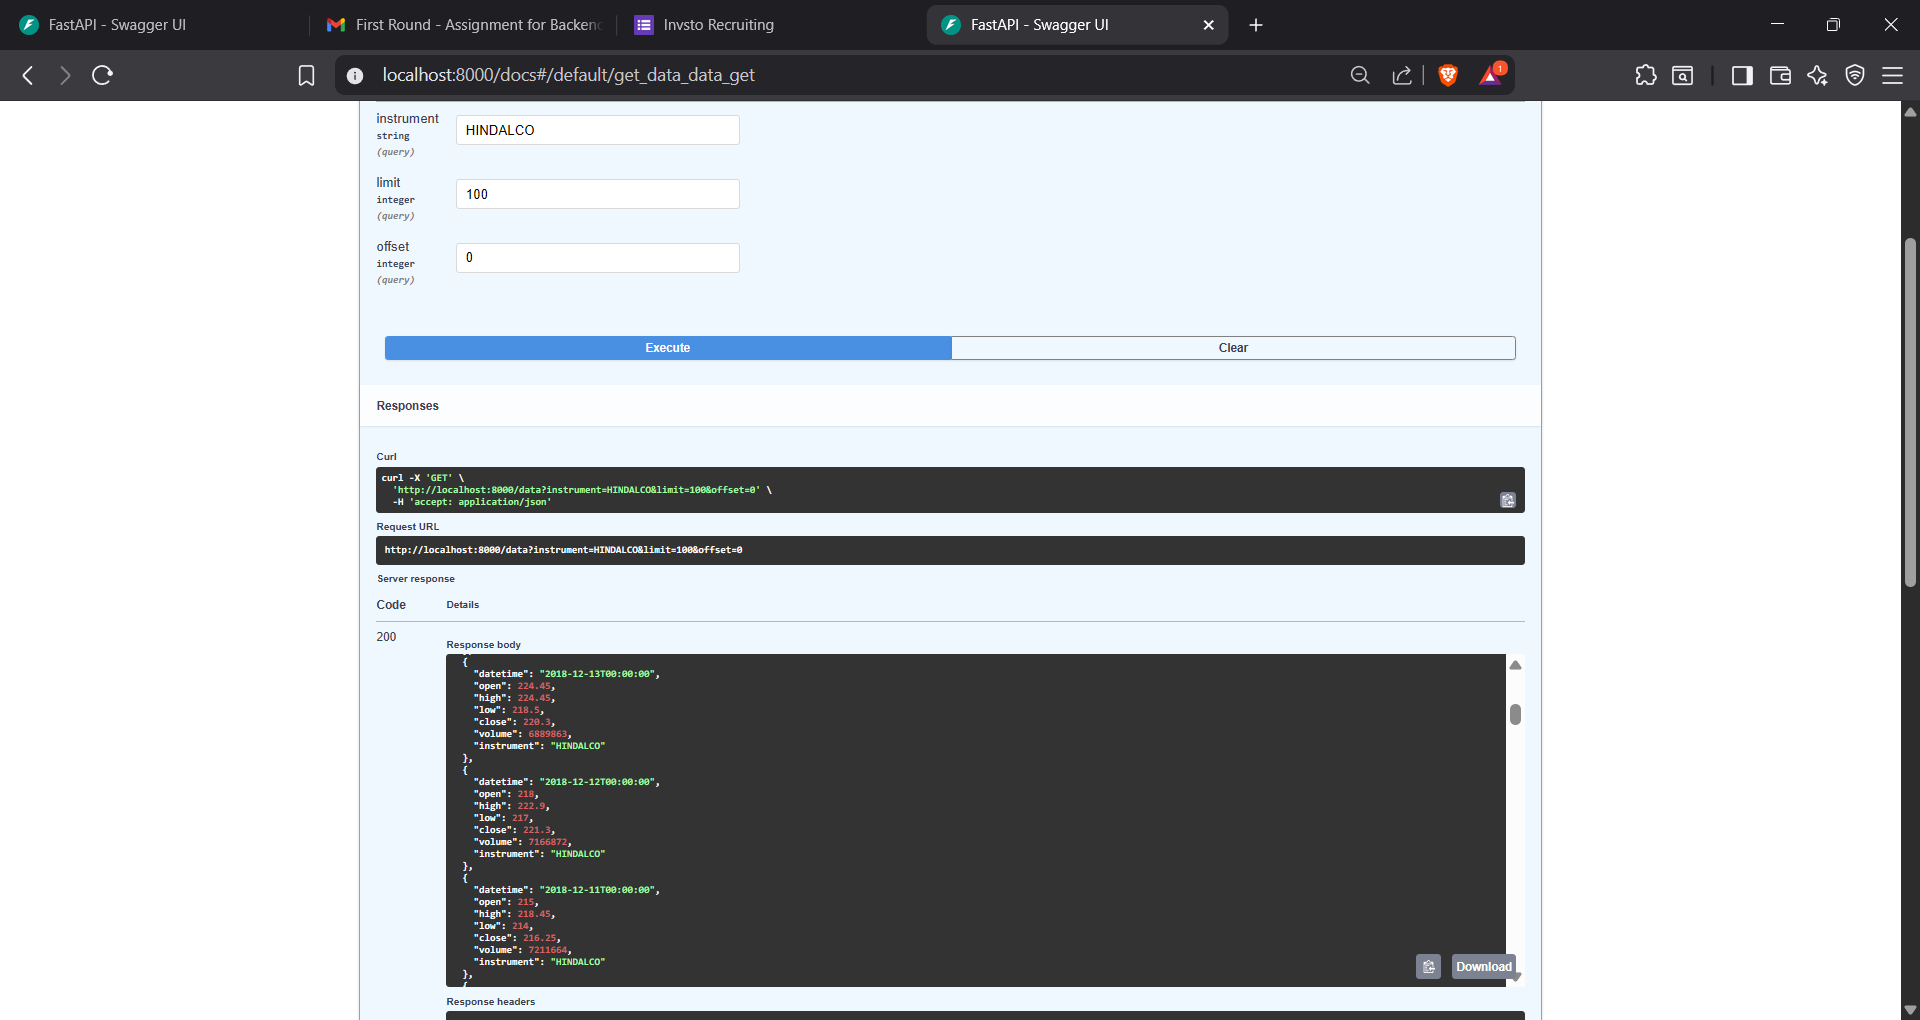 FastAPI - Swagger UI
First Round - Assignment for Backenc
Invsto Recruiting
FastAPI - Swagger UI
localhost:8000/docs#/default/get_data_data_get
1
instrument
string
(query)
HINDALCO
limit
integer
(query)
100
offset
integer
(query)
0
Execute
Clear
Responses
Curl
curl -X 'GET' \
'http://localhost:8000/data?instrument=HINDALCO&limit=100&offset=0' \
-H 'accept: application/json'
Request URL
http://localhost:8000/data?instrument=HINDALCO&limit=100&offset=0
Server response
Code
Details
200
Response body
{
"datetime": "2018-12-13T00:00:00",
"open": 224.45,
"high": 224.45,
"low": 218.5,
"close": 220.3,
"volume": 6889863,
"instrument": "HINDALCO"
},
{
"datetime": "2018-12-12T00:00:00",
"open": 218,
"high": 222.9,
"low": 217,
"close": 221.3,
"volume": 7166872,
"instrument": "HINDALCO"
},
{
"datetime": "2018-12-11T00:00:00",
"open": 215,
"high": 218.45,
"low": 214,
"close": 216.25,
"volume": 7211664,
"instrument": "HINDALCO"
},
{
Download
Response headers